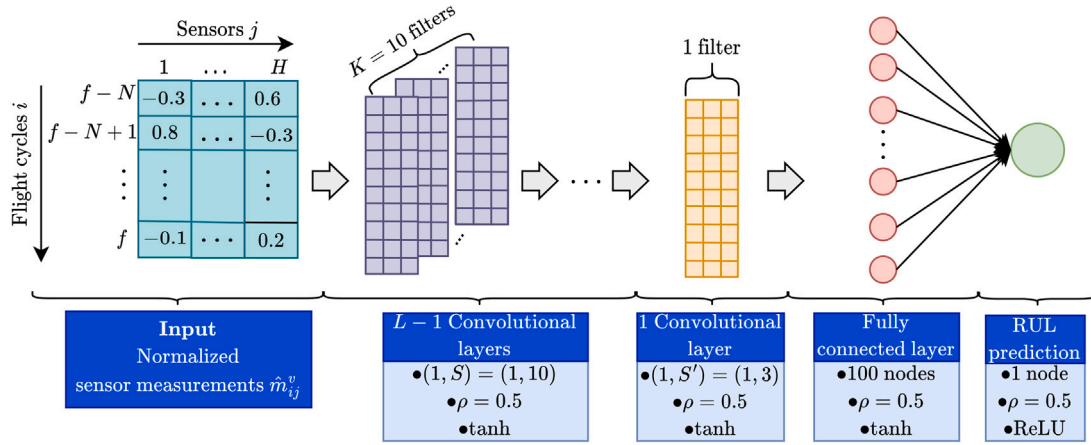 Sensors j
1 ... H
Flight cycles i
f − N −0.3 ... 0.6
f − N + 1 0.8 ... −0.3
⋮ ⋮ ⋮
f −0.1 ... 0.2
K = 10 filters
...
...
...
1 filter
⋮
Input
Normalized
sensor measurements m̂ᵛᵢⱼ
L − 1 Convolutional
layers
•(1, S) = (1, 10)
•ρ = 0.5
•tanh
1 Convolutional
layer
•(1, S′) = (1, 3)
•ρ = 0.5
•tanh
Fully
connected layer
•100 nodes
•ρ = 0.5
•tanh
RUL
prediction
•1 node
•ρ = 0.5
•ReLU